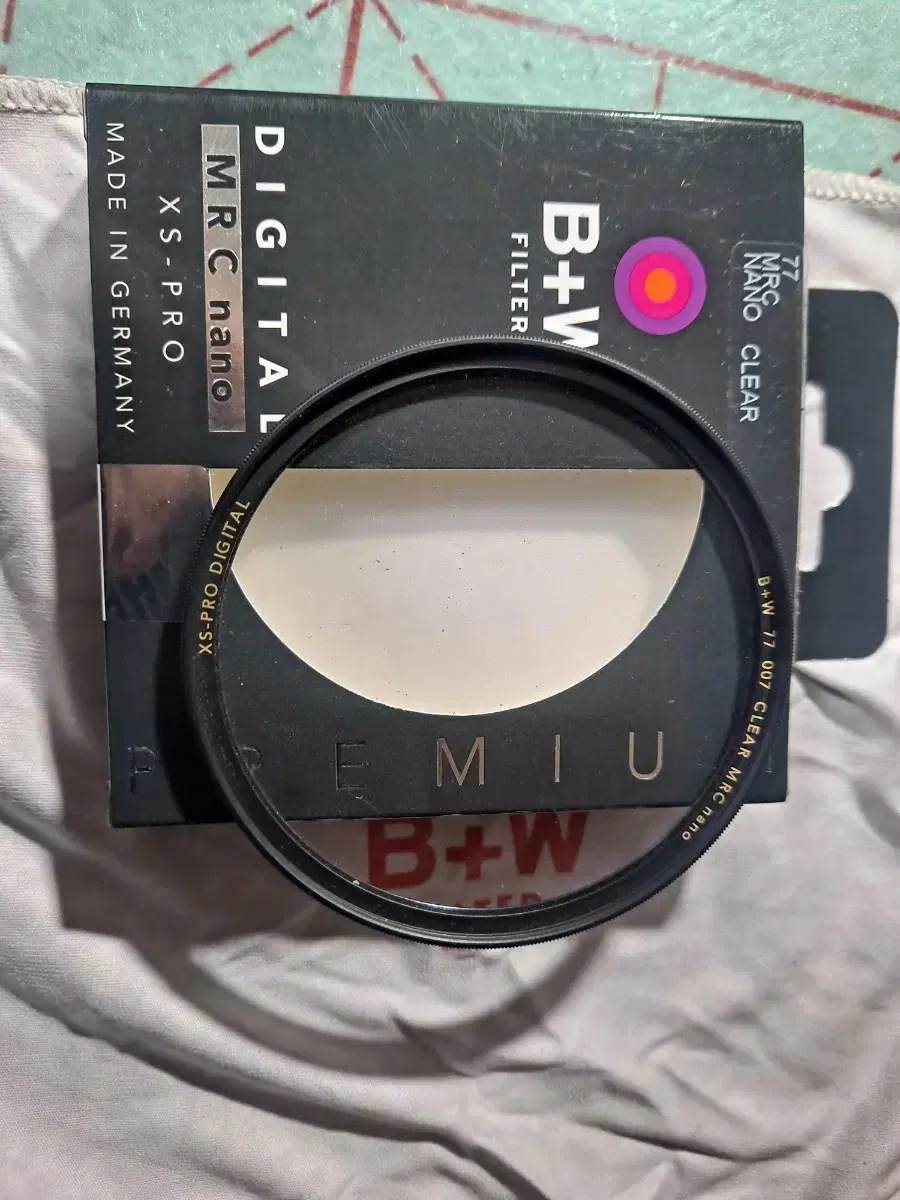 77
MRC
NANO CLEAR
B+W
FILTER
DIGITAL
MRC nano
XS-PRO
MADE IN GERMANY
XS-PRO DIGITAL
B+W 77 007 CLEAR MRC nano
PREMIU
B+W